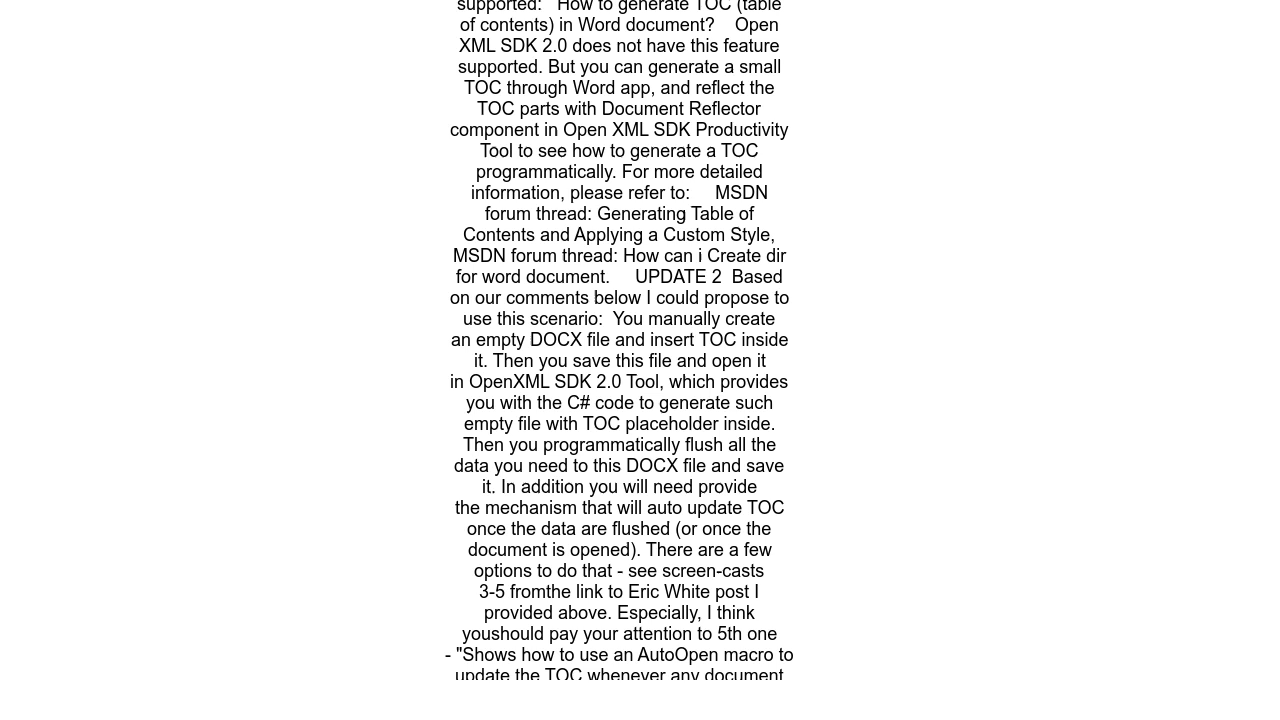 supported:   How to generate TOC (table
of contents) in Word document?    Open
XML SDK 2.0 does not have this feature
supported. But you can generate a small
TOC through Word app, and reflect the
TOC parts with Document Reflector
component in Open XML SDK Productivity
Tool to see how to generate a TOC
programmatically. For more detailed
information, please refer to:     MSDN
forum thread: Generating Table of
Contents and Applying a Custom Style,
MSDN forum thread: How can i Create dir
for word document.     UPDATE 2  Based
on our comments below I could propose to
use this scenario:  You manually create
an empty DOCX file and insert TOC inside
it. Then you save this file and open it
in OpenXML SDK 2.0 Tool, which provides
you with the C# code to generate such
empty file with TOC placeholder inside.
Then you programmatically flush all the
data you need to this DOCX file and save
it. In addition you will need provide
the mechanism that will auto update TOC
once the data are flushed (or once the
document is opened). There are a few
options to do that - see screen-casts
3-5 fromthe link to Eric White post I
provided above. Especially, I think
youshould pay your attention to 5th one
- "Shows how to use an AutoOpen macro to
update the TOC whenever any document